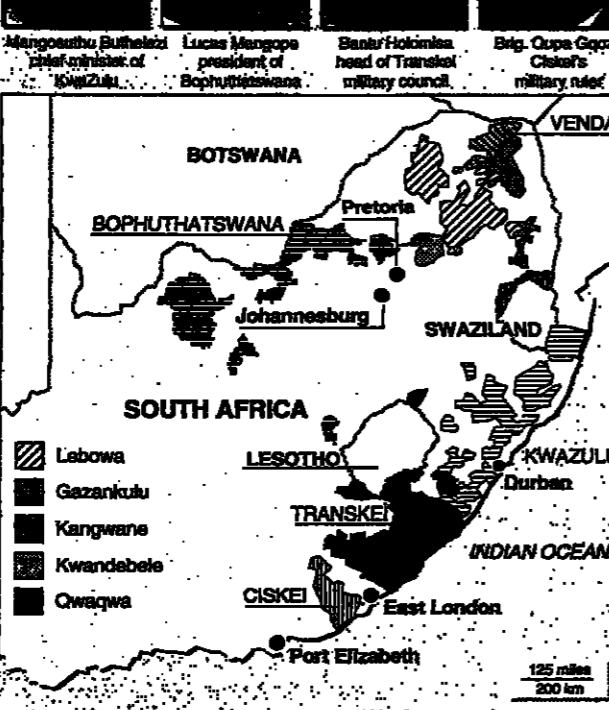 Mangosuthu Buthelezi
chief minister of
KwaZulu
Lucas Mangope
president of
Bophuthatswana
Bantu Holomisa
head of Transkei
military council
Brig. Oupa Gqoz
Ciskei's
military ruler
VENDA
BOTSWANA
Pretoria
BOPHUTHATSWANA
Johannesburg
SWAZILAND
SOUTH AFRICA
Lebowa
Gazankulu
Kangwane
Kwandebele
Qwaqwa
LESOTHO
KWAZULU
Durban
TRANSKEI
INDIAN OCEAN
CISKEI
East London
Port Elizabeth
125 miles
200 km